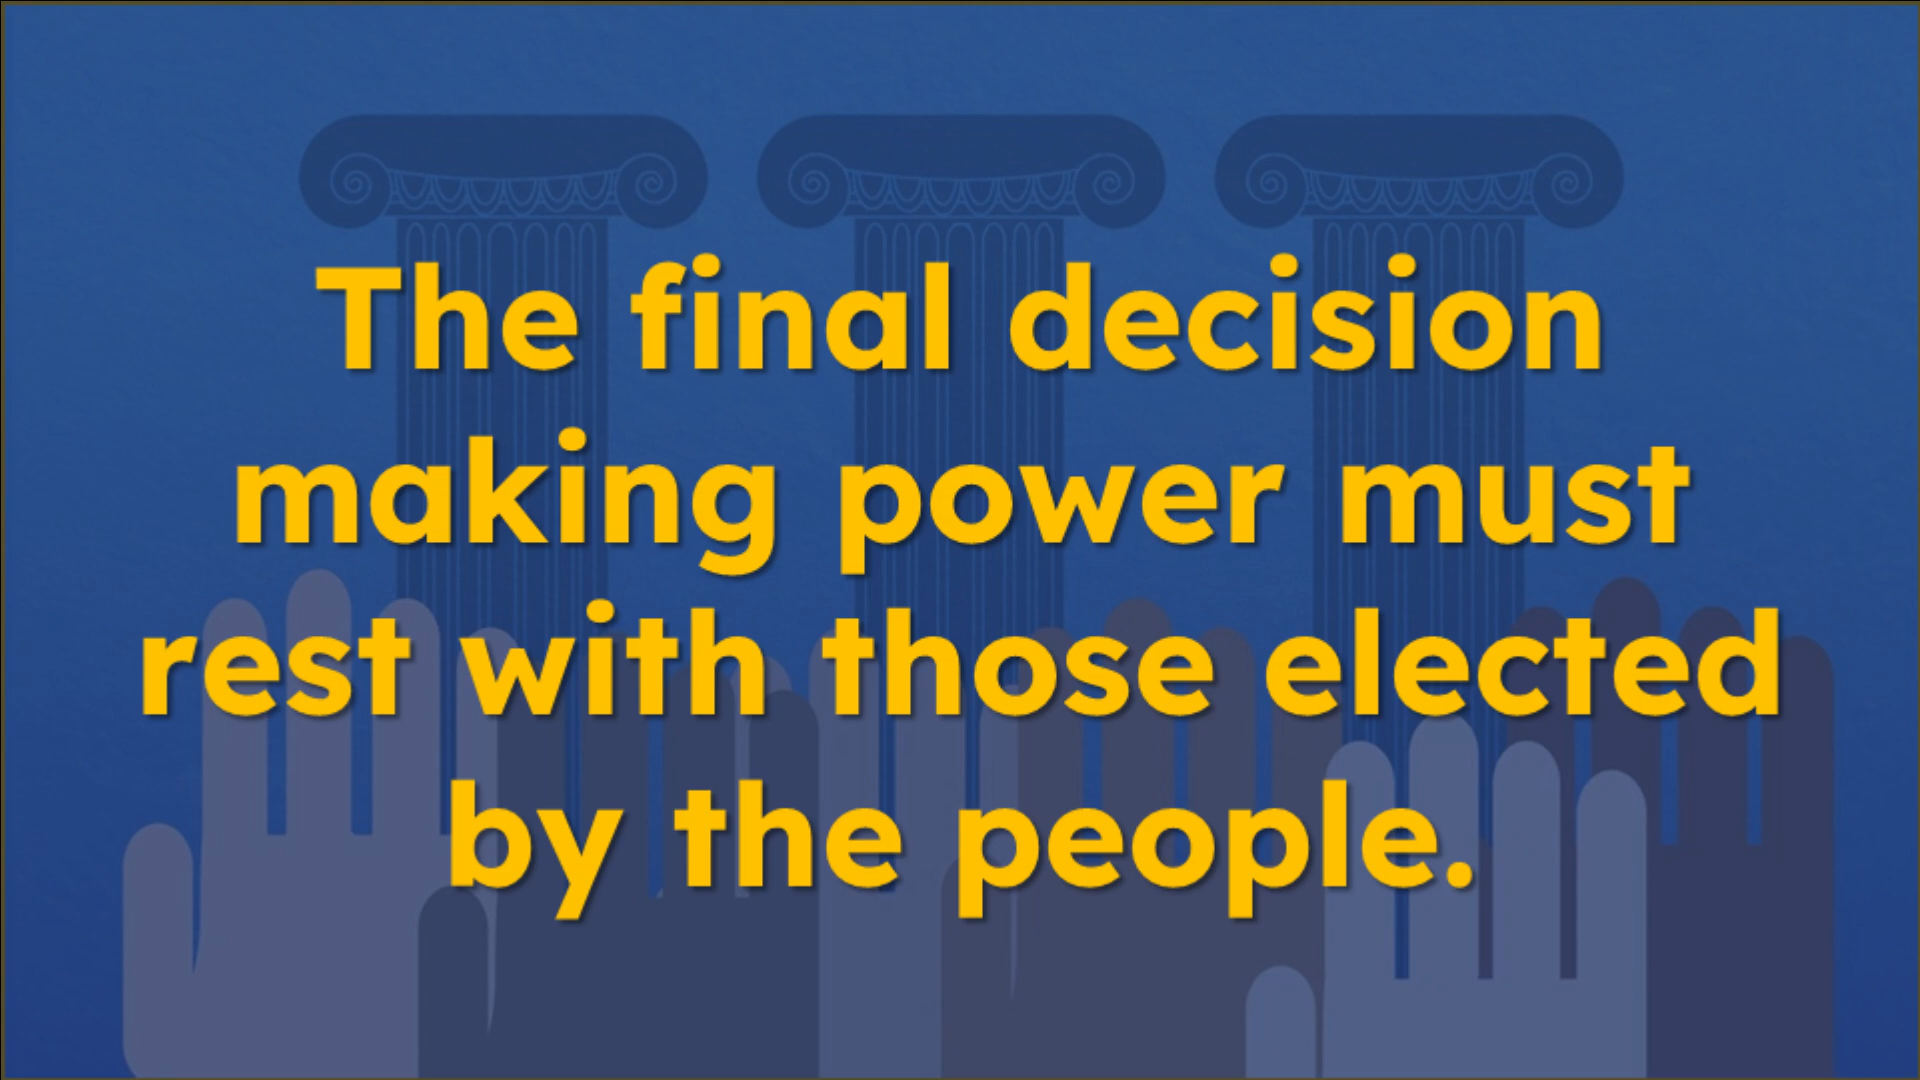 The final decision
making power must
rest with those elected
by the people.